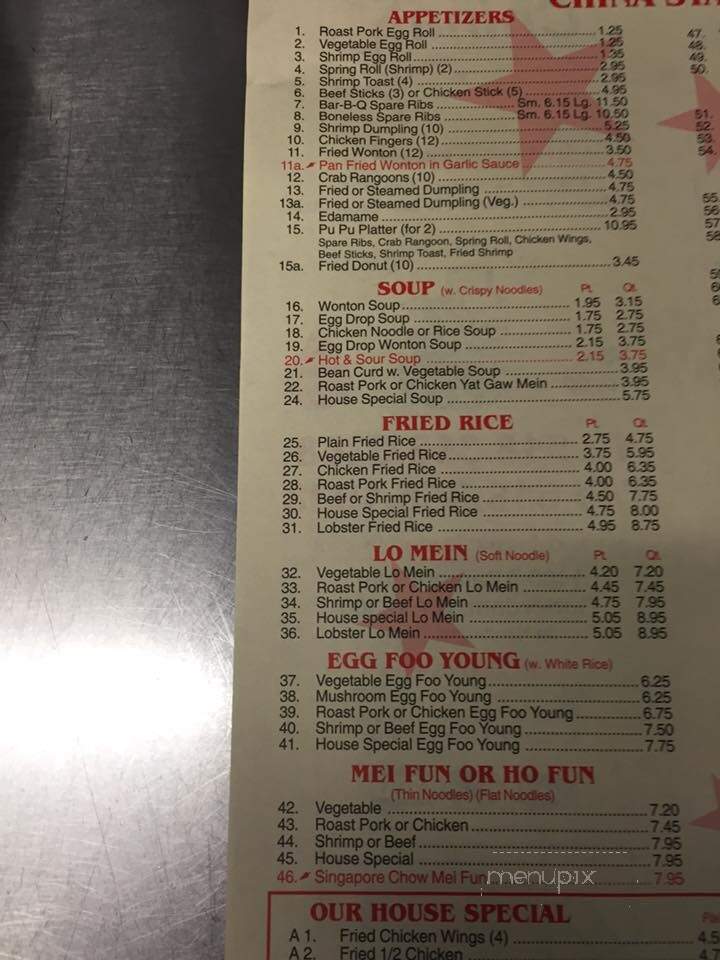 CHINA STA
APPETIZERS
1. Roast Pork Egg Roll 1.25
2. Vegetable Egg Roll 1.25
3. Shrimp Egg Roll 1.35
4. Spring Roll (Shrimp) (2) 2.95
5. Shrimp Toast (4) 2.95
6. Beef Sticks (3) or Chicken Stick (5) 4.95
7. Bar-B-Q Spare Ribs Sm. 6.15 Lg. 11.50
8. Boneless Spare Ribs Sm. 6.15 Lg. 10.50
9. Shrimp Dumpling (10) 5.25
10. Chicken Fingers (12) 4.50
11. Fried Wonton (12) 3.50
11a. Pan Fried Wonton in Garlic Sauce 4.75
12. Crab Rangoons (10) 4.50
13. Fried or Steamed Dumpling 4.75
13a. Fried or Steamed Dumpling (Veg.) 4.75
14. Edamame 2.95
15. Pu Pu Platter (for 2) 10.95
Spare Ribs, Crab Rangoon, Spring Roll, Chicken Wings,
Beef Sticks, Shrimp Toast, Fried Shrimp
15a. Fried Donut (10) 3.45
SOUP (w. Crispy Noodles) Pt. Qt.
16. Wonton Soup 1.95 3.15
17. Egg Drop Soup 1.75 2.75
18. Chicken Noodle or Rice Soup 1.75 2.75
19. Egg Drop Wonton Soup 2.15 3.75
20. Hot & Sour Soup 2.15 3.75
21. Bean Curd w. Vegetable Soup 3.95
22. Roast Pork or Chicken Yat Gaw Mein 3.95
24. House Special Soup 5.75
FRIED RICE Pt. Qt.
25. Plain Fried Rice 2.75 4.75
26. Vegetable Fried Rice 3.75 5.95
27. Chicken Fried Rice 4.00 6.35
28. Roast Pork Fried Rice 4.00 6.35
29. Beef or Shrimp Fried Rice 4.50 7.75
30. House Special Fried Rice 4.75 8.00
31. Lobster Fried Rice 4.95 8.75
LO MEIN (Soft Noodle) Pt. Qt.
32. Vegetable Lo Mein 4.20 7.20
33. Roast Pork or Chicken Lo Mein 4.45 7.45
34. Shrimp or Beef Lo Mein 4.75 7.95
35. House special Lo Mein 5.05 8.95
36. Lobster Lo Mein 5.05 8.95
EGG FOO YOUNG (w. White Rice)
37. Vegetable Egg Foo Young 6.25
38. Mushroom Egg Foo Young 6.25
39. Roast Pork or Chicken Egg Foo Young 6.75
40. Shrimp or Beef Egg Foo Young 7.50
41. House Special Egg Foo Young 7.75
MEI FUN OR HO FUN
(Thin Noodles) (Flat Noodles)
42. Vegetable 7.20
43. Roast Pork or Chicken 7.45
44. Shrimp or Beef 7.95
45. House Special 7.95
46. Singapore Chow Mei Fun 7.95
menupix
OUR HOUSE SPECIAL
A 1. Fried Chicken Wings (4) 4.5
A 2. Fried 1/2 Chicken 4.7
47.
48.
49.
50.
51.
52.
53.
54.
55.
56
57
58